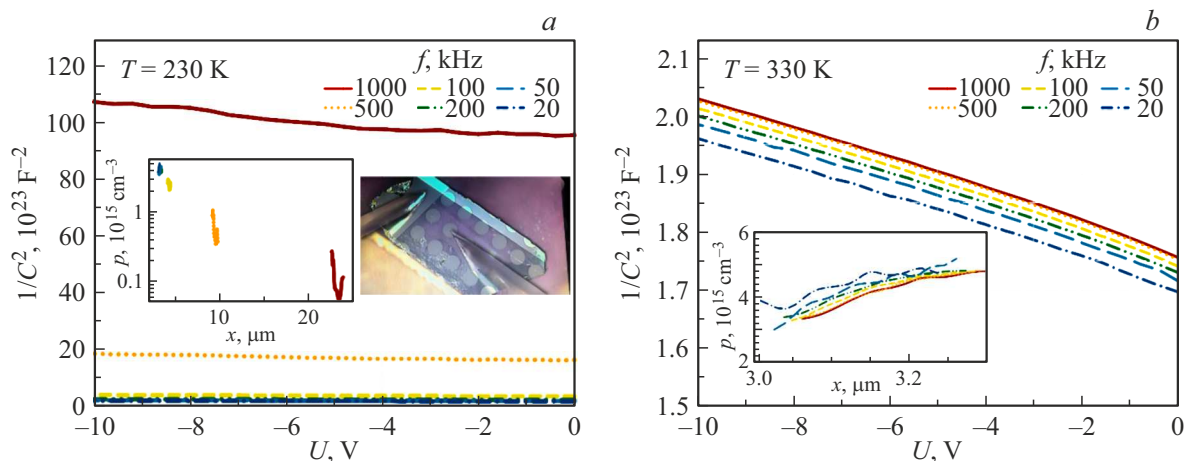 a
T = 230 K
f, kHz
1000 100 50
500 200 20
1/C², 10²³ F⁻²
120
100
80
60
40
20
0
–10 –8 –6 –4 –2 0
U, V
p, 10¹⁵ cm⁻³
1
0.1
10 20
x, μm
b
T = 330 K
f, kHz
1000 100 50
500 200 20
1/C², 10²³ F⁻²
2.1
2.0
1.9
1.8
1.7
1.6
1.5
–10 –8 –6 –4 –2 0
U, V
p, 10¹⁵ cm⁻³
6
4
2
3.0 3.2
x, μm